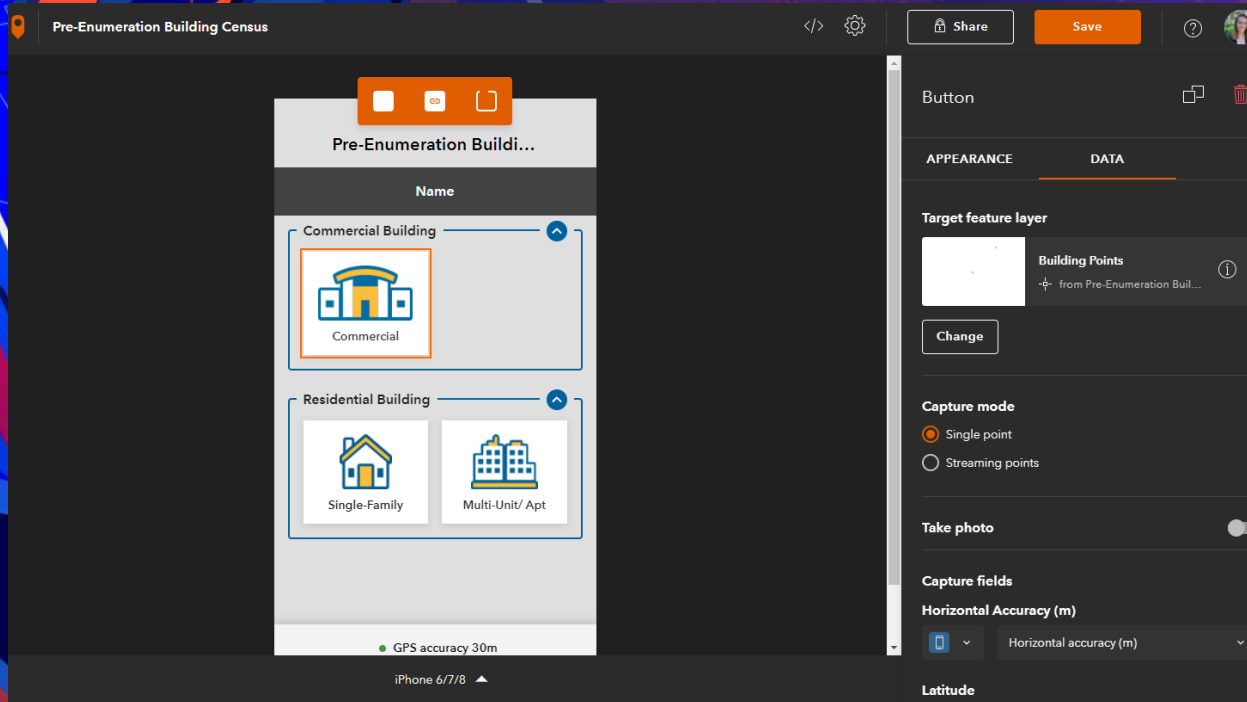 Pre-Enumeration Building Census
</>
Share
Save
Pre-Enumeration Buildi...
Name
Commercial Building
Commercial
Residential Building
Single-Family
Multi-Unit/ Apt
GPS accuracy 30m
iPhone 6/7/8
Button
APPEARANCE
DATA
Target feature layer
Building Points
from Pre-Enumeration Buil...
Change
Capture mode
Single point
Streaming points
Take photo
Capture fields
Horizontal Accuracy (m)
Horizontal accuracy (m)
Latitude